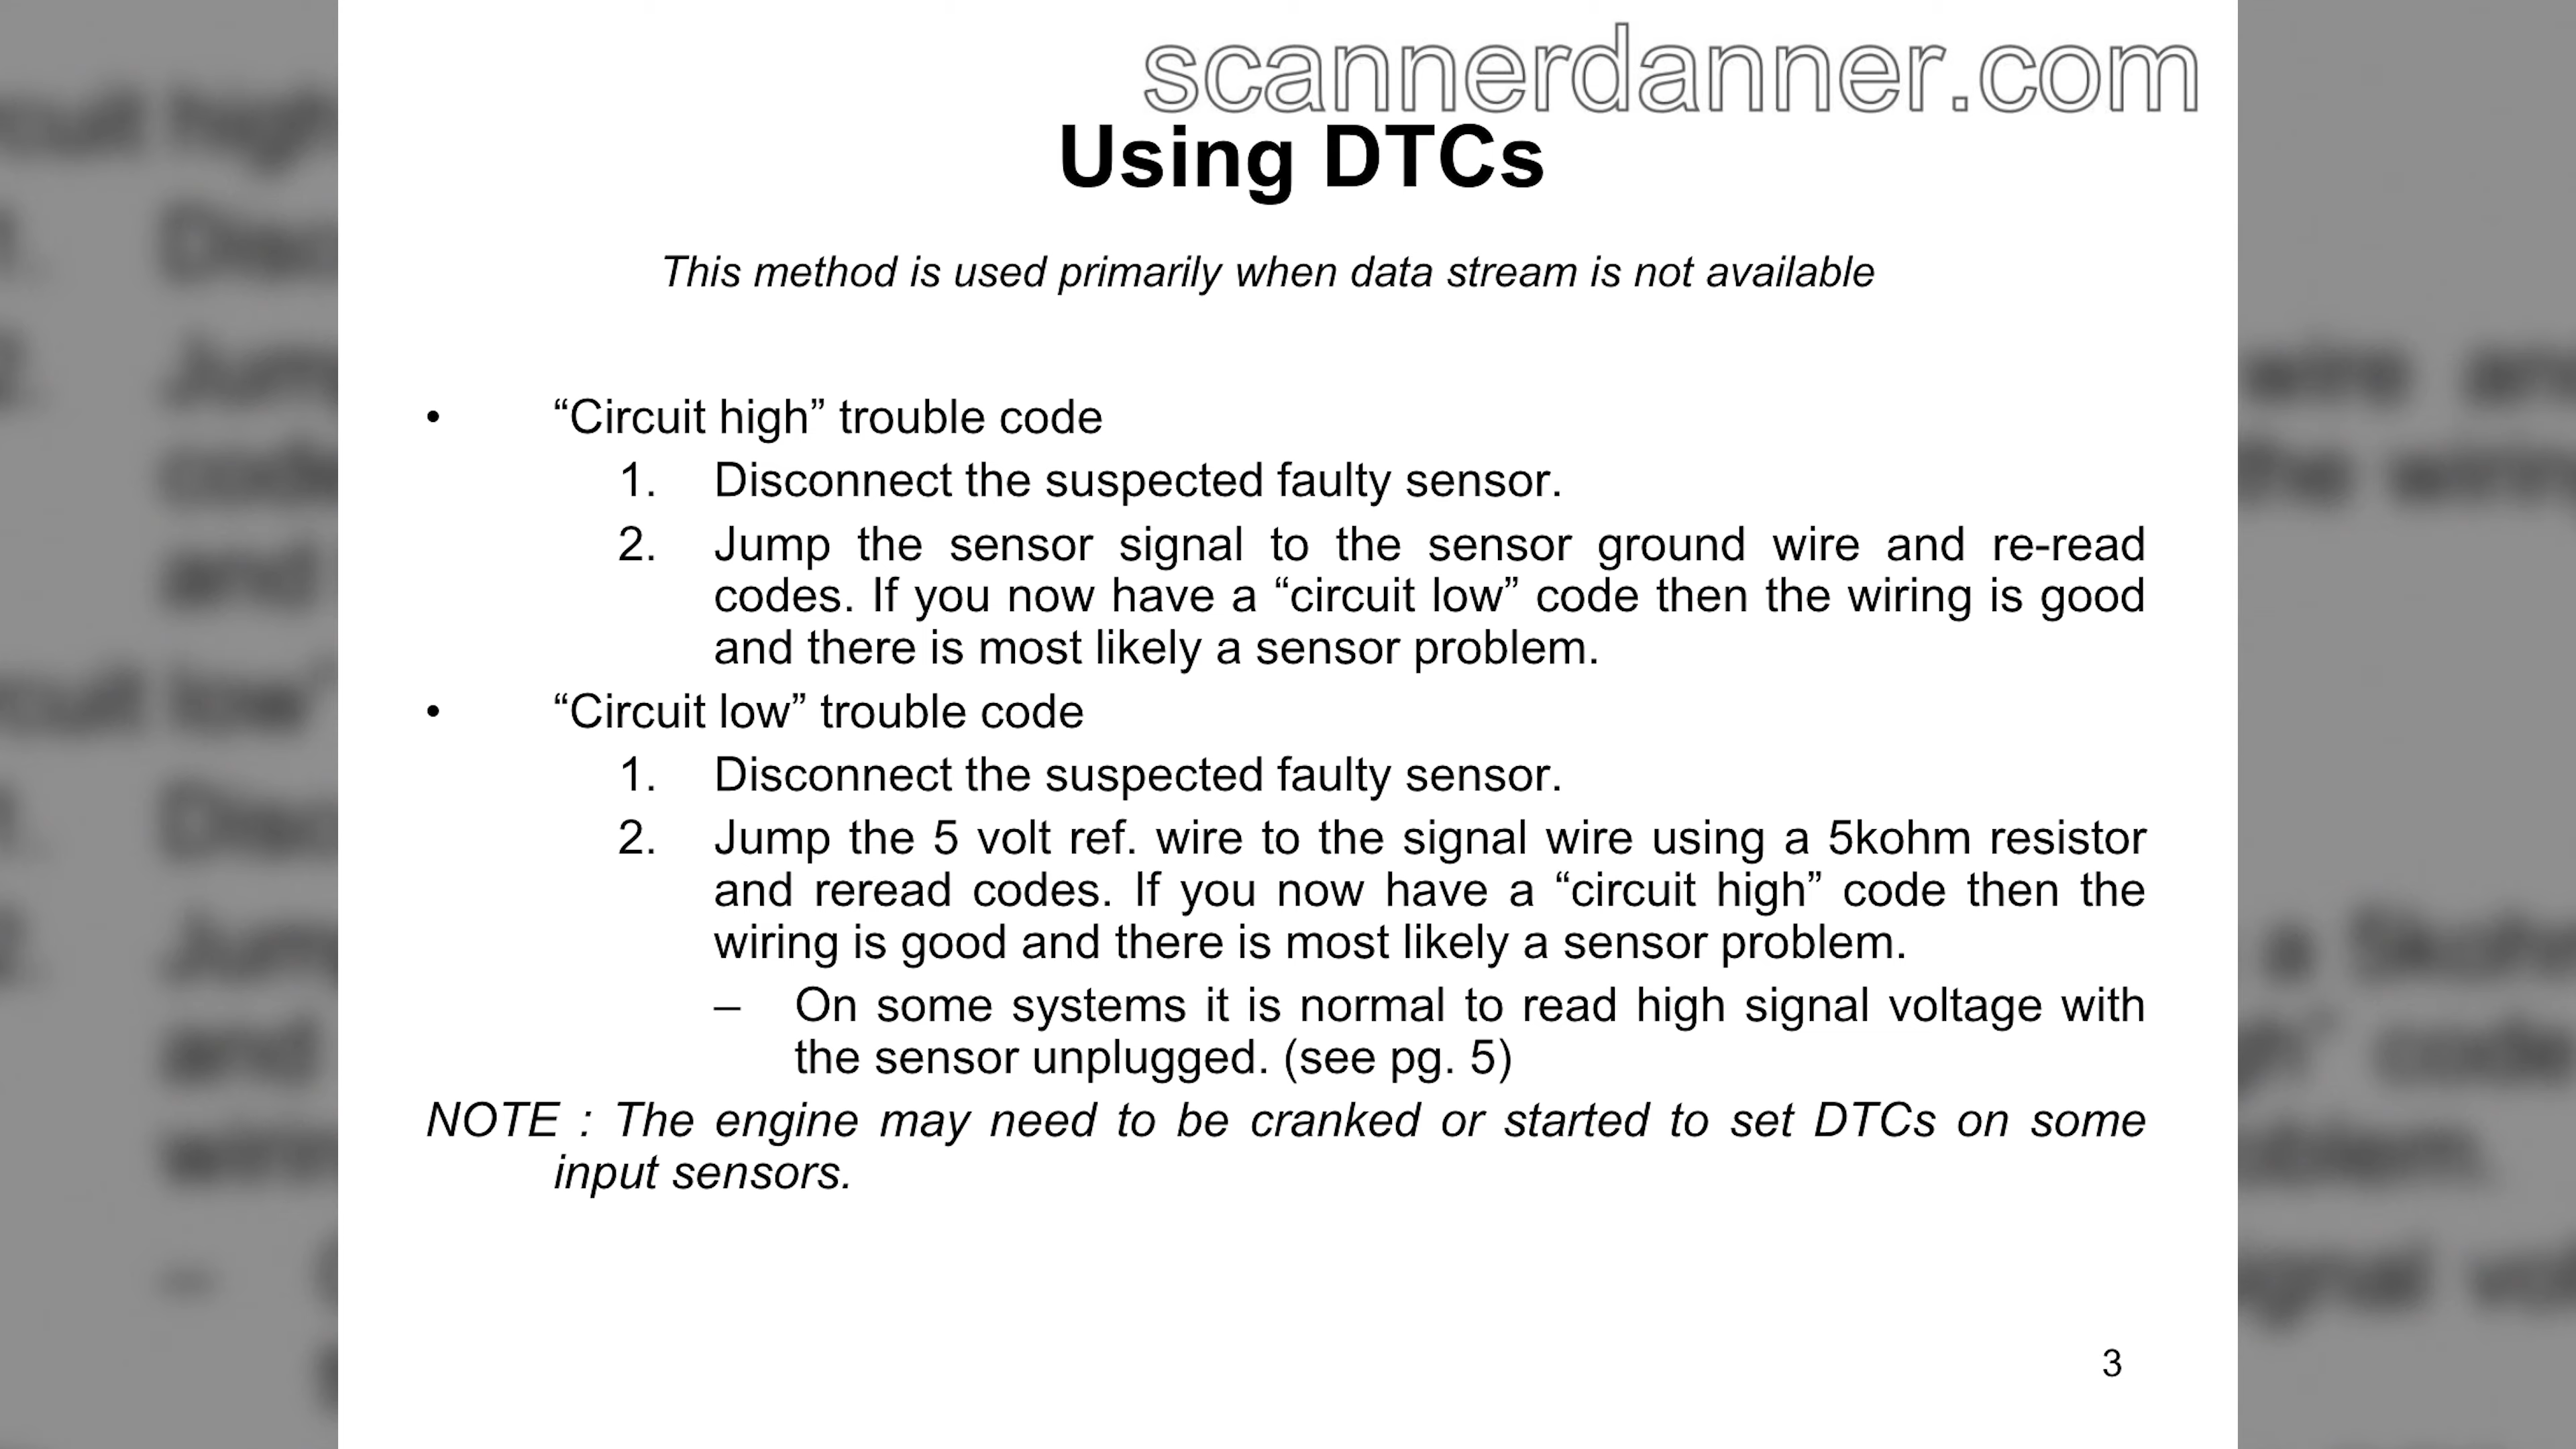 scannerdanner.com
Using DTCs
This method is used primarily when data stream is not available
• “Circuit high” trouble code
1. Disconnect the suspected faulty sensor.
2. Jump the sensor signal to the sensor ground wire and re-read
codes. If you now have a “circuit low” code then the wiring is good
and there is most likely a sensor problem.
• “Circuit low” trouble code
1. Disconnect the suspected faulty sensor.
2. Jump the 5 volt ref. wire to the signal wire using a 5kohm resistor
and reread codes. If you now have a “circuit high” code then the
wiring is good and there is most likely a sensor problem.
– On some systems it is normal to read high signal voltage with
the sensor unplugged. (see pg. 5)
NOTE : The engine may need to be cranked or started to set DTCs on some
input sensors.
3